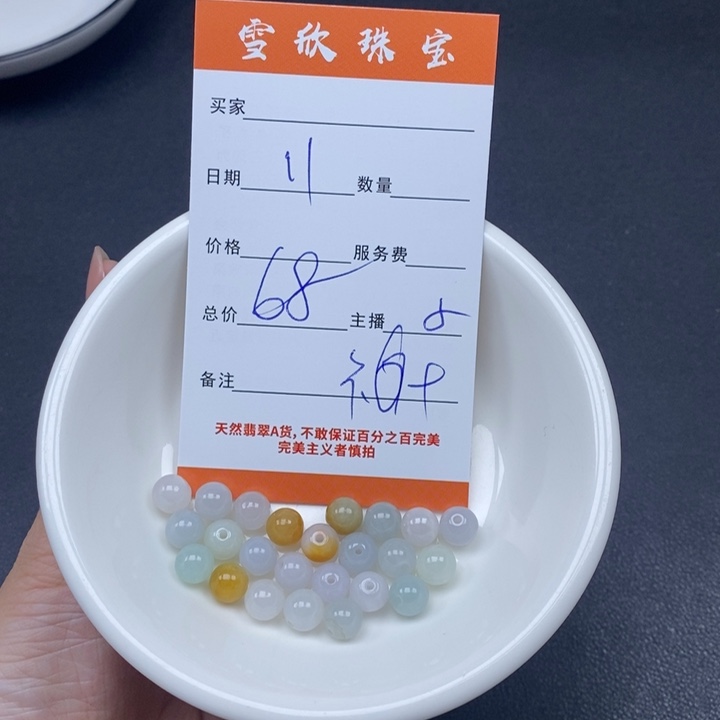 雪欣珠宝
买家
日期 11 数量
价格 服务费
总价 68 主播
备注
天然翡翠A货,不敢保证百分之百完美
完美主义者慎拍